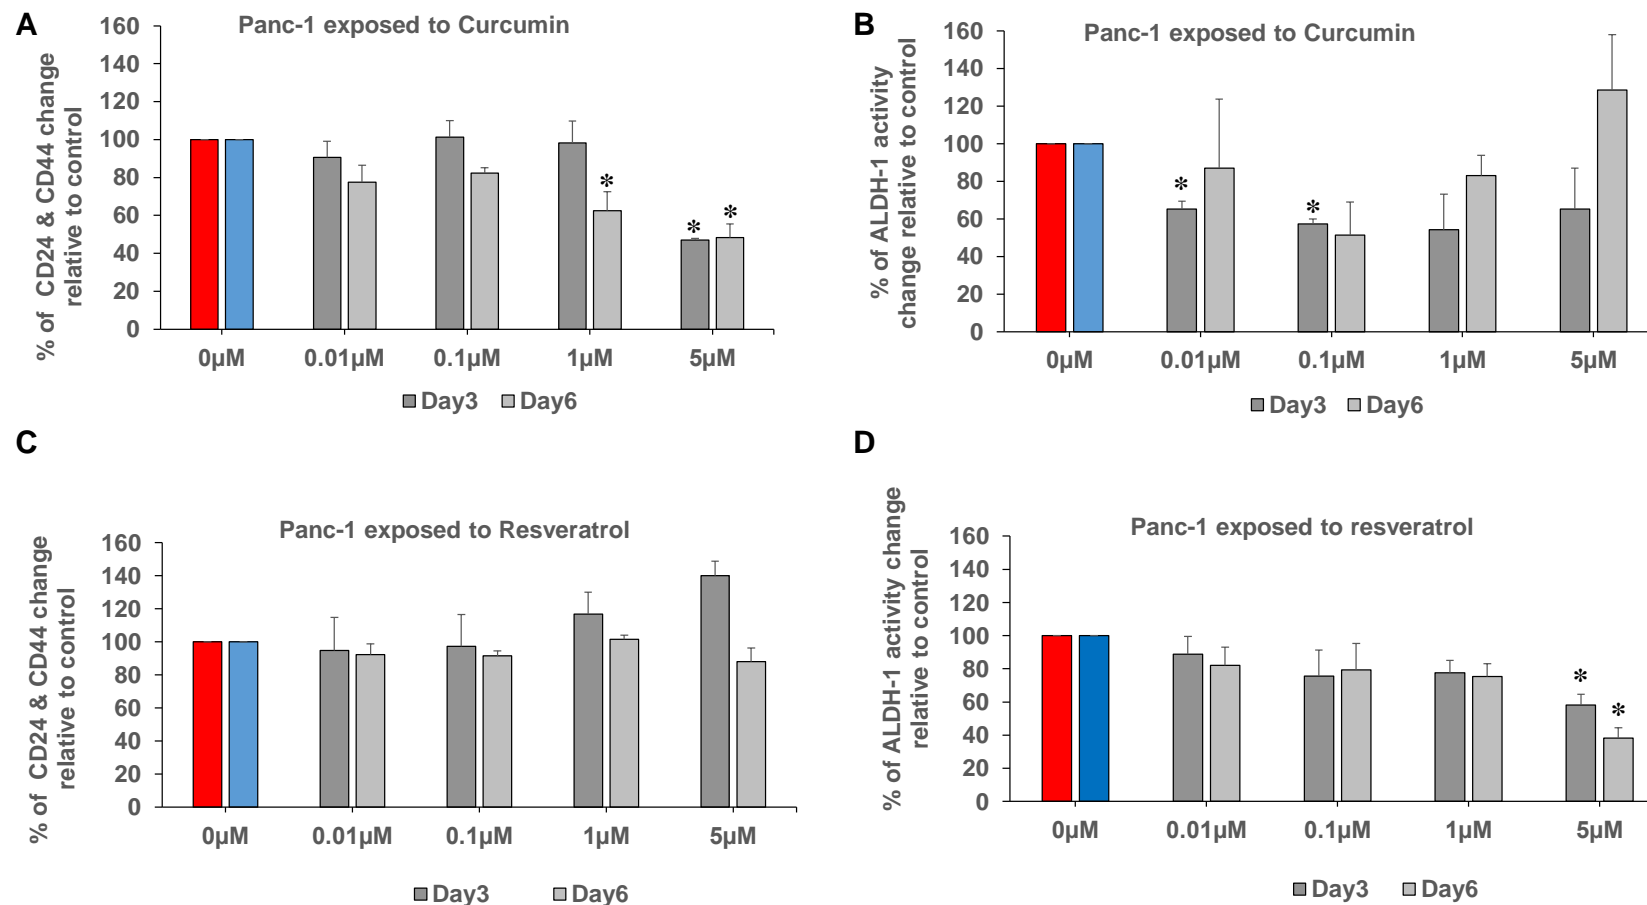 A
Panc-1 exposed to Curcumin
% of CD24 & CD44 change
relative to control
160
140
120
100
80
60
40
20
0
*
*
*
0µM 0.01µM 0.1µM 1µM 5µM
Day3 Day6
B
Panc-1 exposed to Curcumin
% of ALDH-1 activity
change relative to control
160
140
120
100
80
60
40
20
0
*
*
0µM 0.01µM 0.1µM 1µM 5µM
Day3 Day6
C
Panc-1 exposed to Resveratrol
% of CD24 & CD44 change
relative to control
160
140
120
100
80
60
40
20
0
0µM 0.01µM 0.1µM 1µM 5µM
Day3 Day6
D
Panc-1 exposed to resveratrol
% of ALDH-1 activity change
relative to control
160
140
120
100
80
60
40
20
0
*
*
0µM 0.01µM 0.1µM 1µM 5µM
Day3 Day6